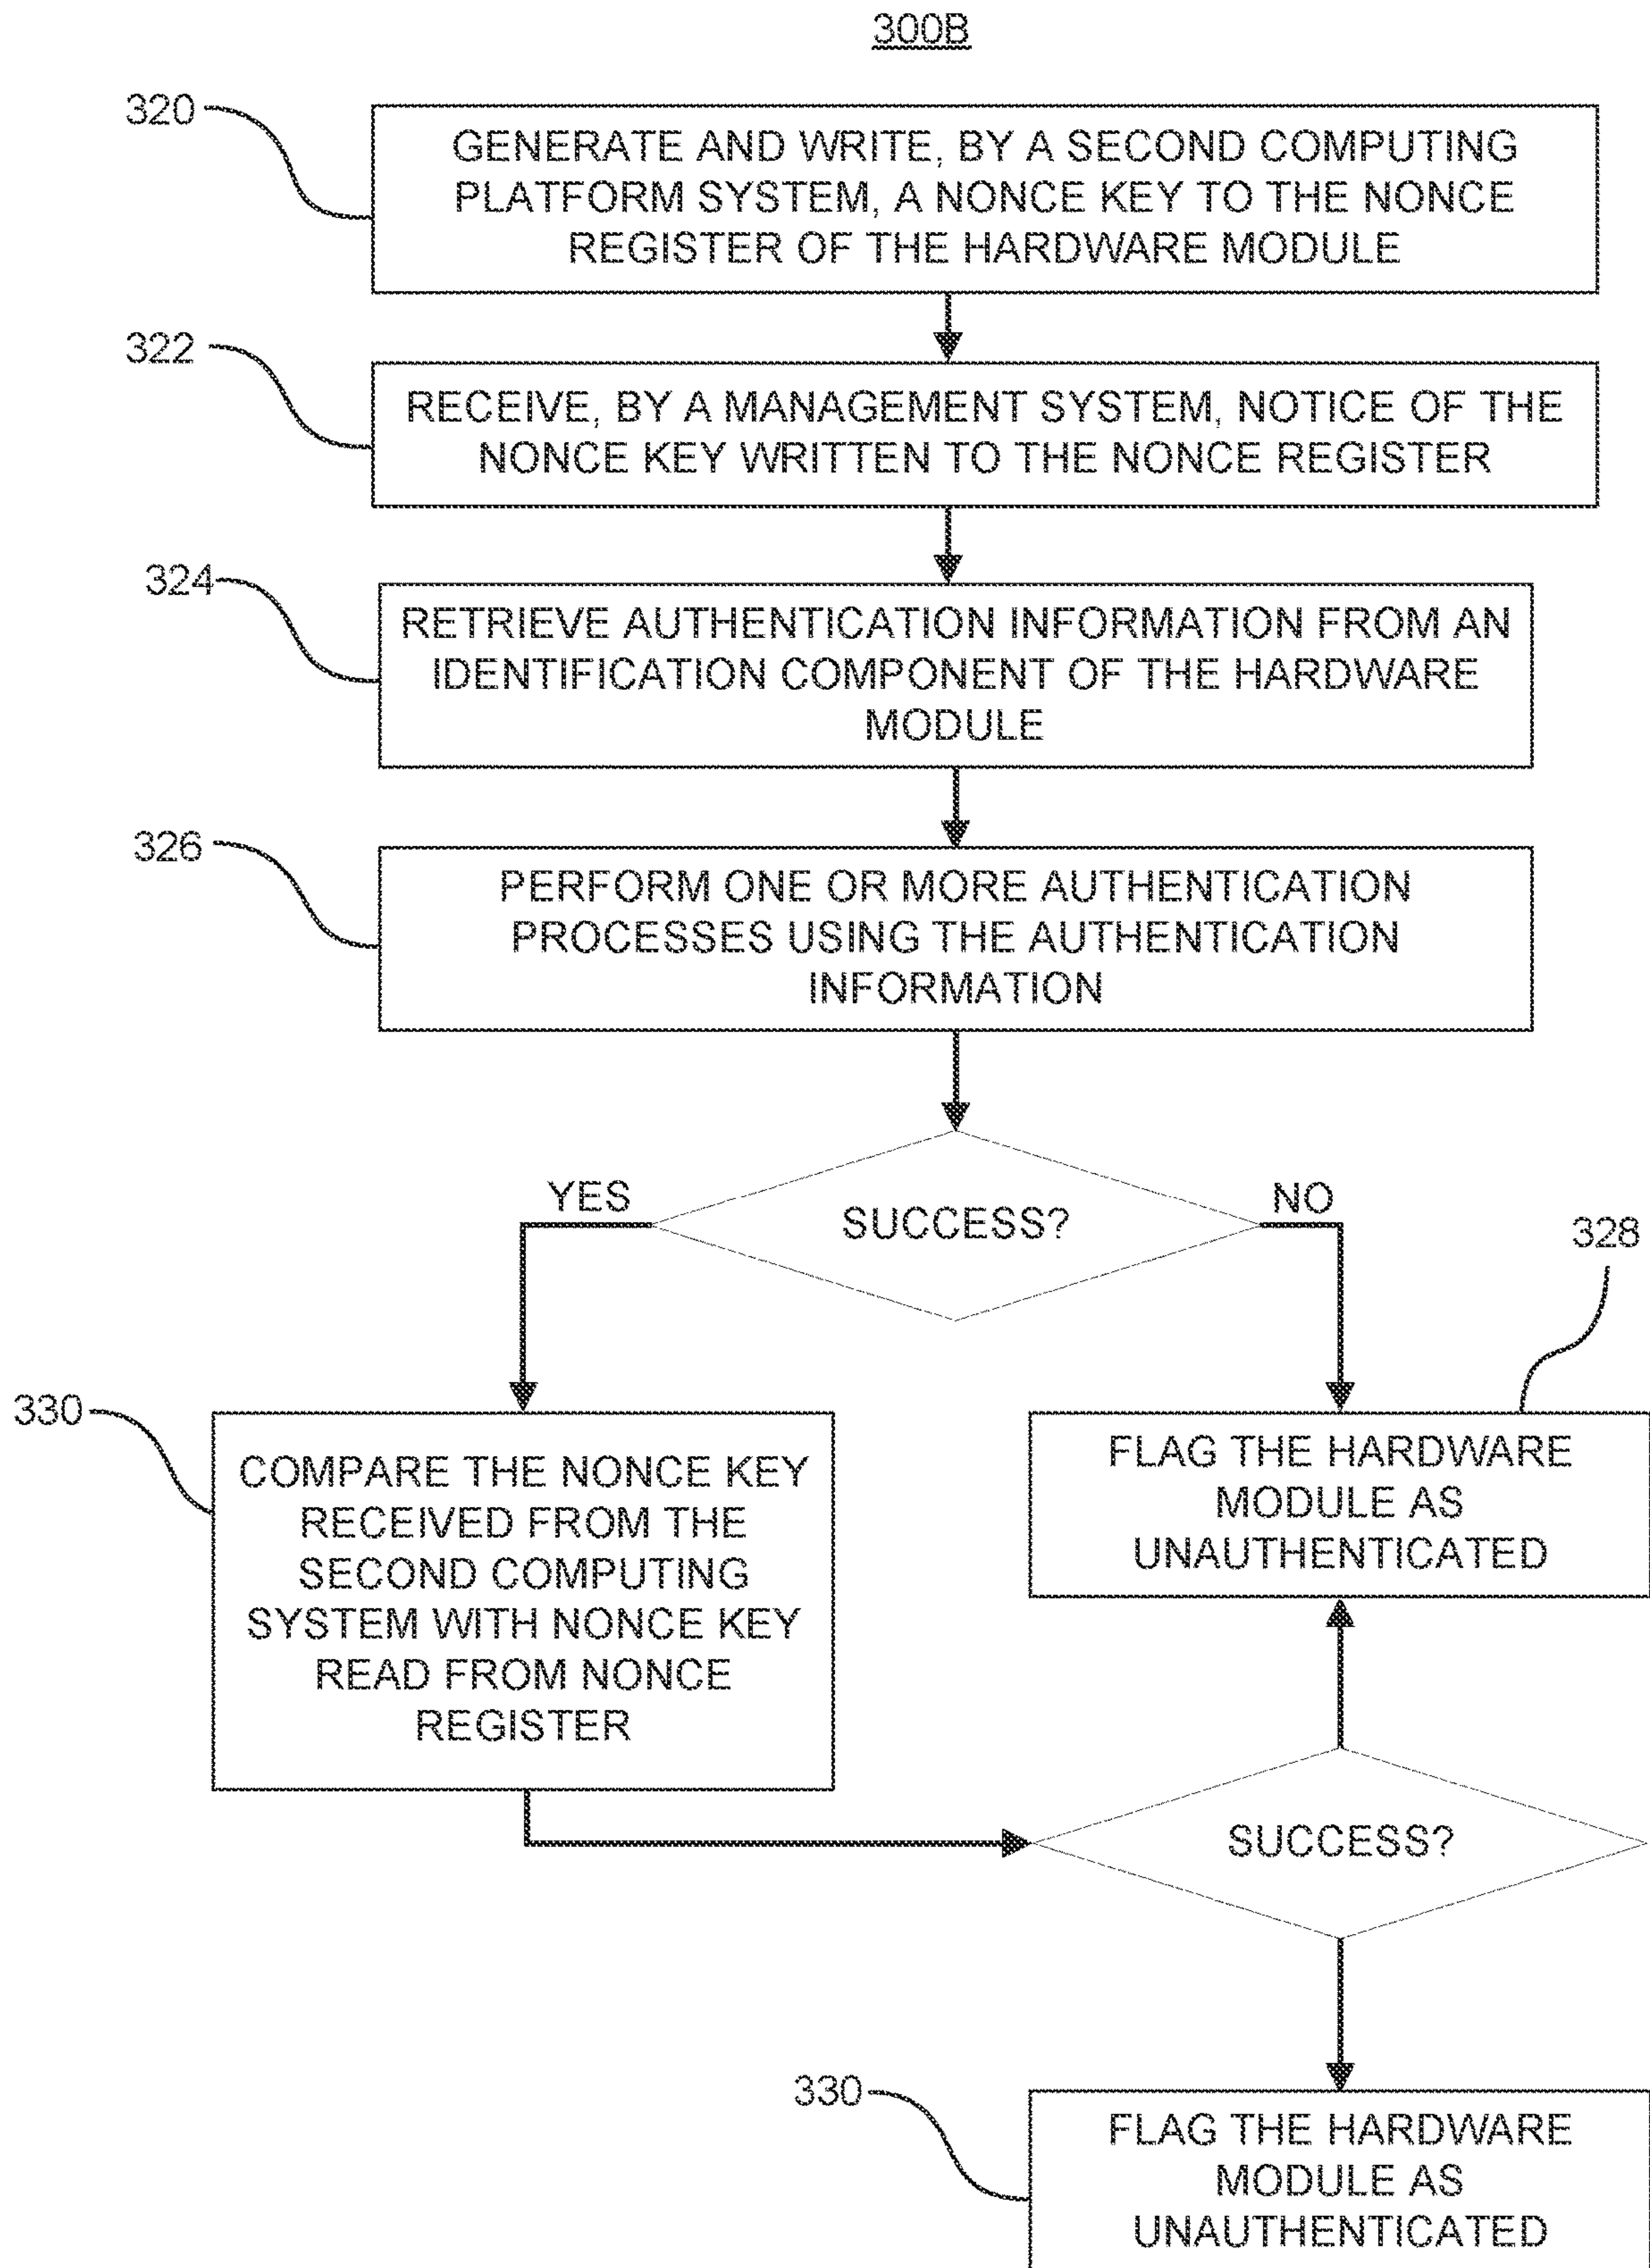 300B
320
GENERATE AND WRITE, BY A SECOND COMPUTING
PLATFORM SYSTEM, A NONCE KEY TO THE NONCE
REGISTER OF THE HARDWARE MODULE
322
RECEIVE, BY A MANAGEMENT SYSTEM, NOTICE OF THE
NONCE KEY WRITTEN TO THE NONCE REGISTER
324
RETRIEVE AUTHENTICATION INFORMATION FROM AN
IDENTIFICATION COMPONENT OF THE HARDWARE
MODULE
326
PERFORM ONE OR MORE AUTHENTICATION
PROCESSES USING THE AUTHENTICATION
INFORMATION
YES
SUCCESS?
NO
328
330
COMPARE THE NONCE KEY
RECEIVED FROM THE
SECOND COMPUTING
SYSTEM WITH NONCE KEY
READ FROM NONCE
REGISTER
FLAG THE HARDWARE
MODULE AS
UNAUTHENTICATED
SUCCESS?
330
FLAG THE HARDWARE
MODULE AS
UNAUTHENTICATED